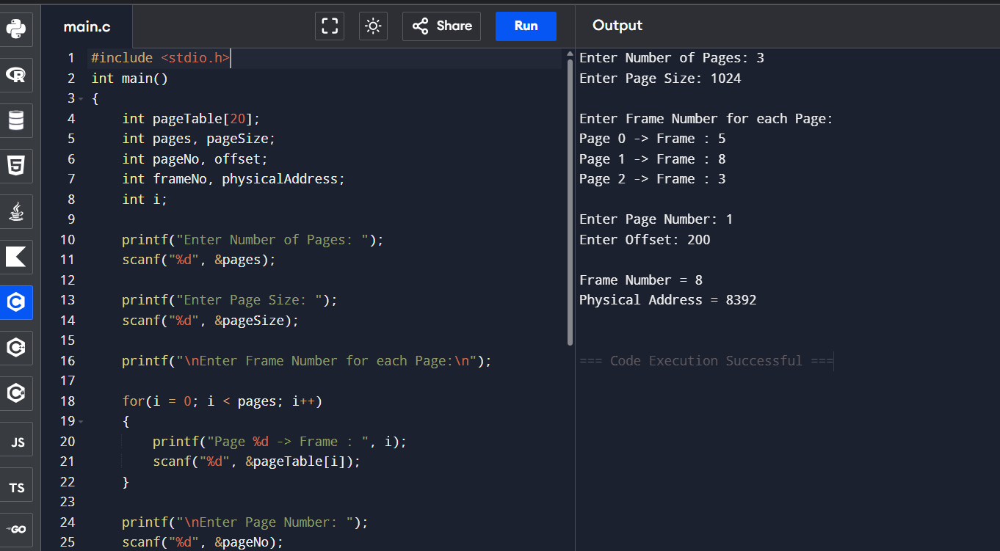 main.c
Share
Run
Output
1 #include <stdio.h>
2 int main()
3 {
4     int pageTable[20];
5     int pages, pageSize;
6     int pageNo, offset;
7     int frameNo, physicalAddress;
8     int i;
9
10     printf("Enter Number of Pages: ");
11     scanf("%d", &pages);
12
13     printf("Enter Page Size: ");
14     scanf("%d", &pageSize);
15
16     printf("\nEnter Frame Number for each Page:\n");
17
18     for(i = 0; i < pages; i++)
19     {
20         printf("Page %d -> Frame : ", i);
21         scanf("%d", &pageTable[i]);
22     }
23
24     printf("\nEnter Page Number: ");
25     scanf("%d", &pageNo);
Enter Number of Pages: 3
Enter Page Size: 1024
Enter Frame Number for each Page:
Page 0 -> Frame : 5
Page 1 -> Frame : 8
Page 2 -> Frame : 3
Enter Page Number: 1
Enter Offset: 200
Frame Number = 8
Physical Address = 8392
=== Code Execution Successful ===
R
5
C
C++
C#
JS
TS
GO